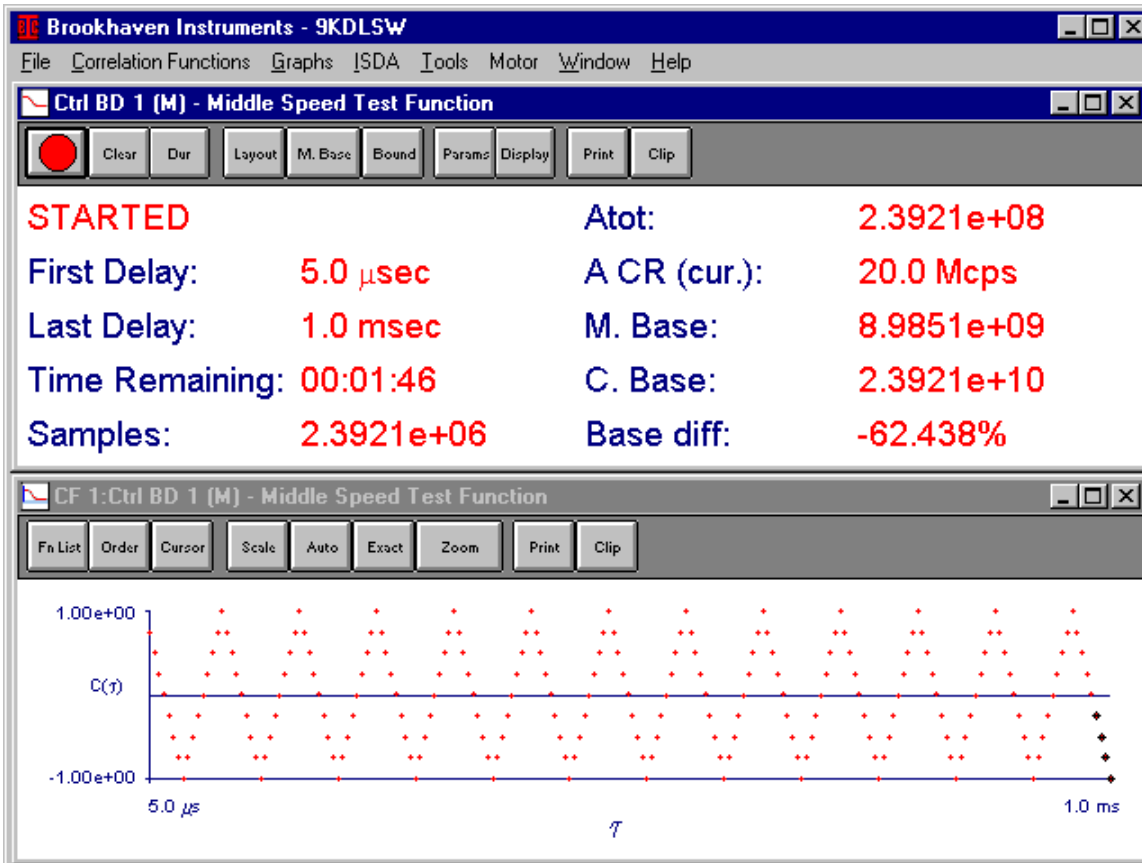 Brookhaven Instruments - 9KDLSW
File Correlation Functions Graphs ISDA Tools Motor Window Help
Ctrl BD 1 (M) - Middle Speed Test Function
Clear Dur Layout M. Base Bound Params Display Print Clip
STARTED Atot: 2.3921e+08
First Delay: 5.0 μsec A CR (cur.): 20.0 Mcps
Last Delay: 1.0 msec M. Base: 8.9851e+09
Time Remaining: 00:01:46 C. Base: 2.3921e+10
Samples: 2.3921e+06 Base diff: -62.438%
CF 1:Ctrl BD 1 (M) - Middle Speed Test Function
Fn List Order Cursor Scale Auto Exact Zoom Print Clip
1.00e+00
C(τ)
-1.00e+00
5.0 μs 1.0 ms
τ